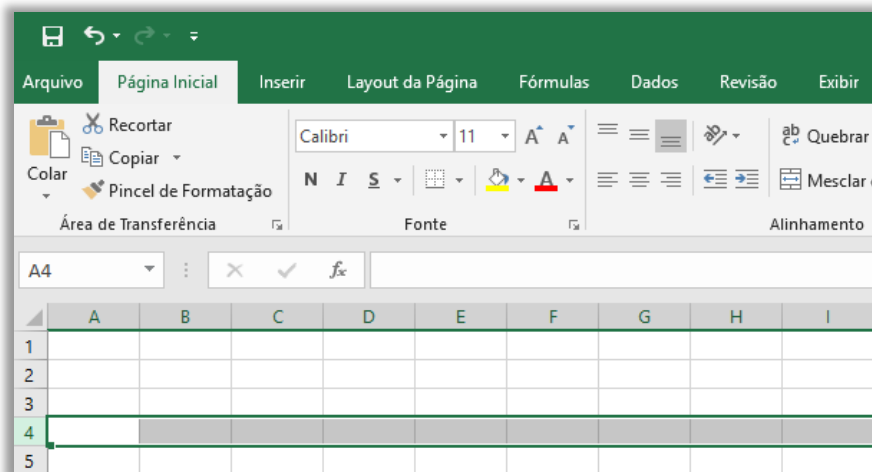 Arquivo Página Inicial Inserir Layout da Página Fórmulas Dados Revisão Exibir
Colar
Recortar
Copiar
Pincel de Formatação
Área de Transferência
Calibri 11 A A
N I S A
Fonte
ab Quebrar
c
Mesclar
Alinhamento
A4 fx
A B C D E F G H I
1
2
3
4
5